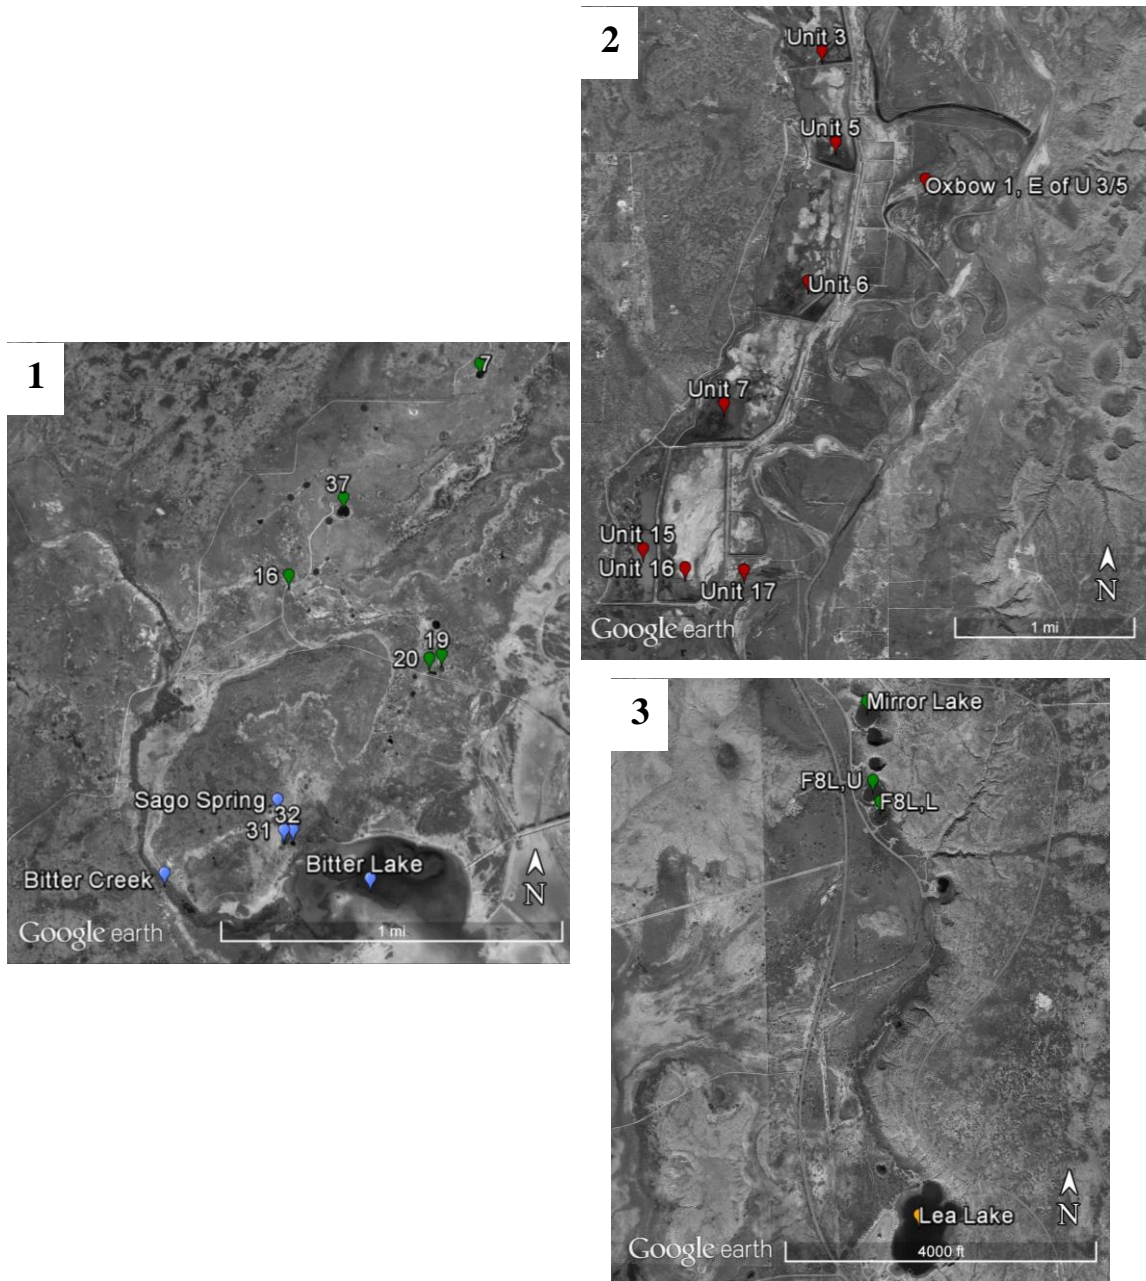 1
7
37
16
19
20
Sago Spring
32
31
Bitter Lake
Bitter Creek
N
Google earth
1 mi
2
Unit 3
Unit 5
Oxbow 1, E of U 3/5
Unit 6
Unit 7
Unit 15
Unit 16
Unit 17
N
Google earth
1 mi
3
Mirror Lake
F8L,U
F8L,L
Lea Lake
N
Google earth
4000 ft